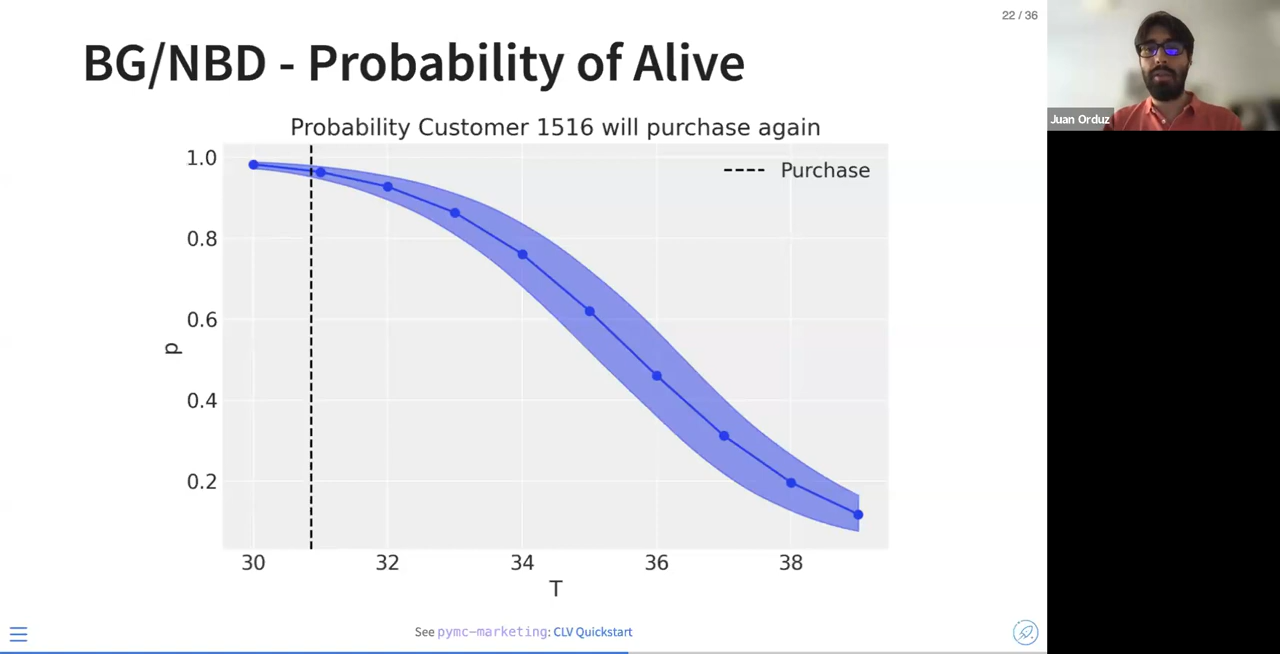 22 / 36
BG/NBD - Probability of Alive
Juan Orduz
Probability Customer 1516 will purchase again
Purchase
1.0
0.8
0.6
0.4
0.2
p
30 32 34 36 38
T
See pymc-marketing: CLV Quickstart